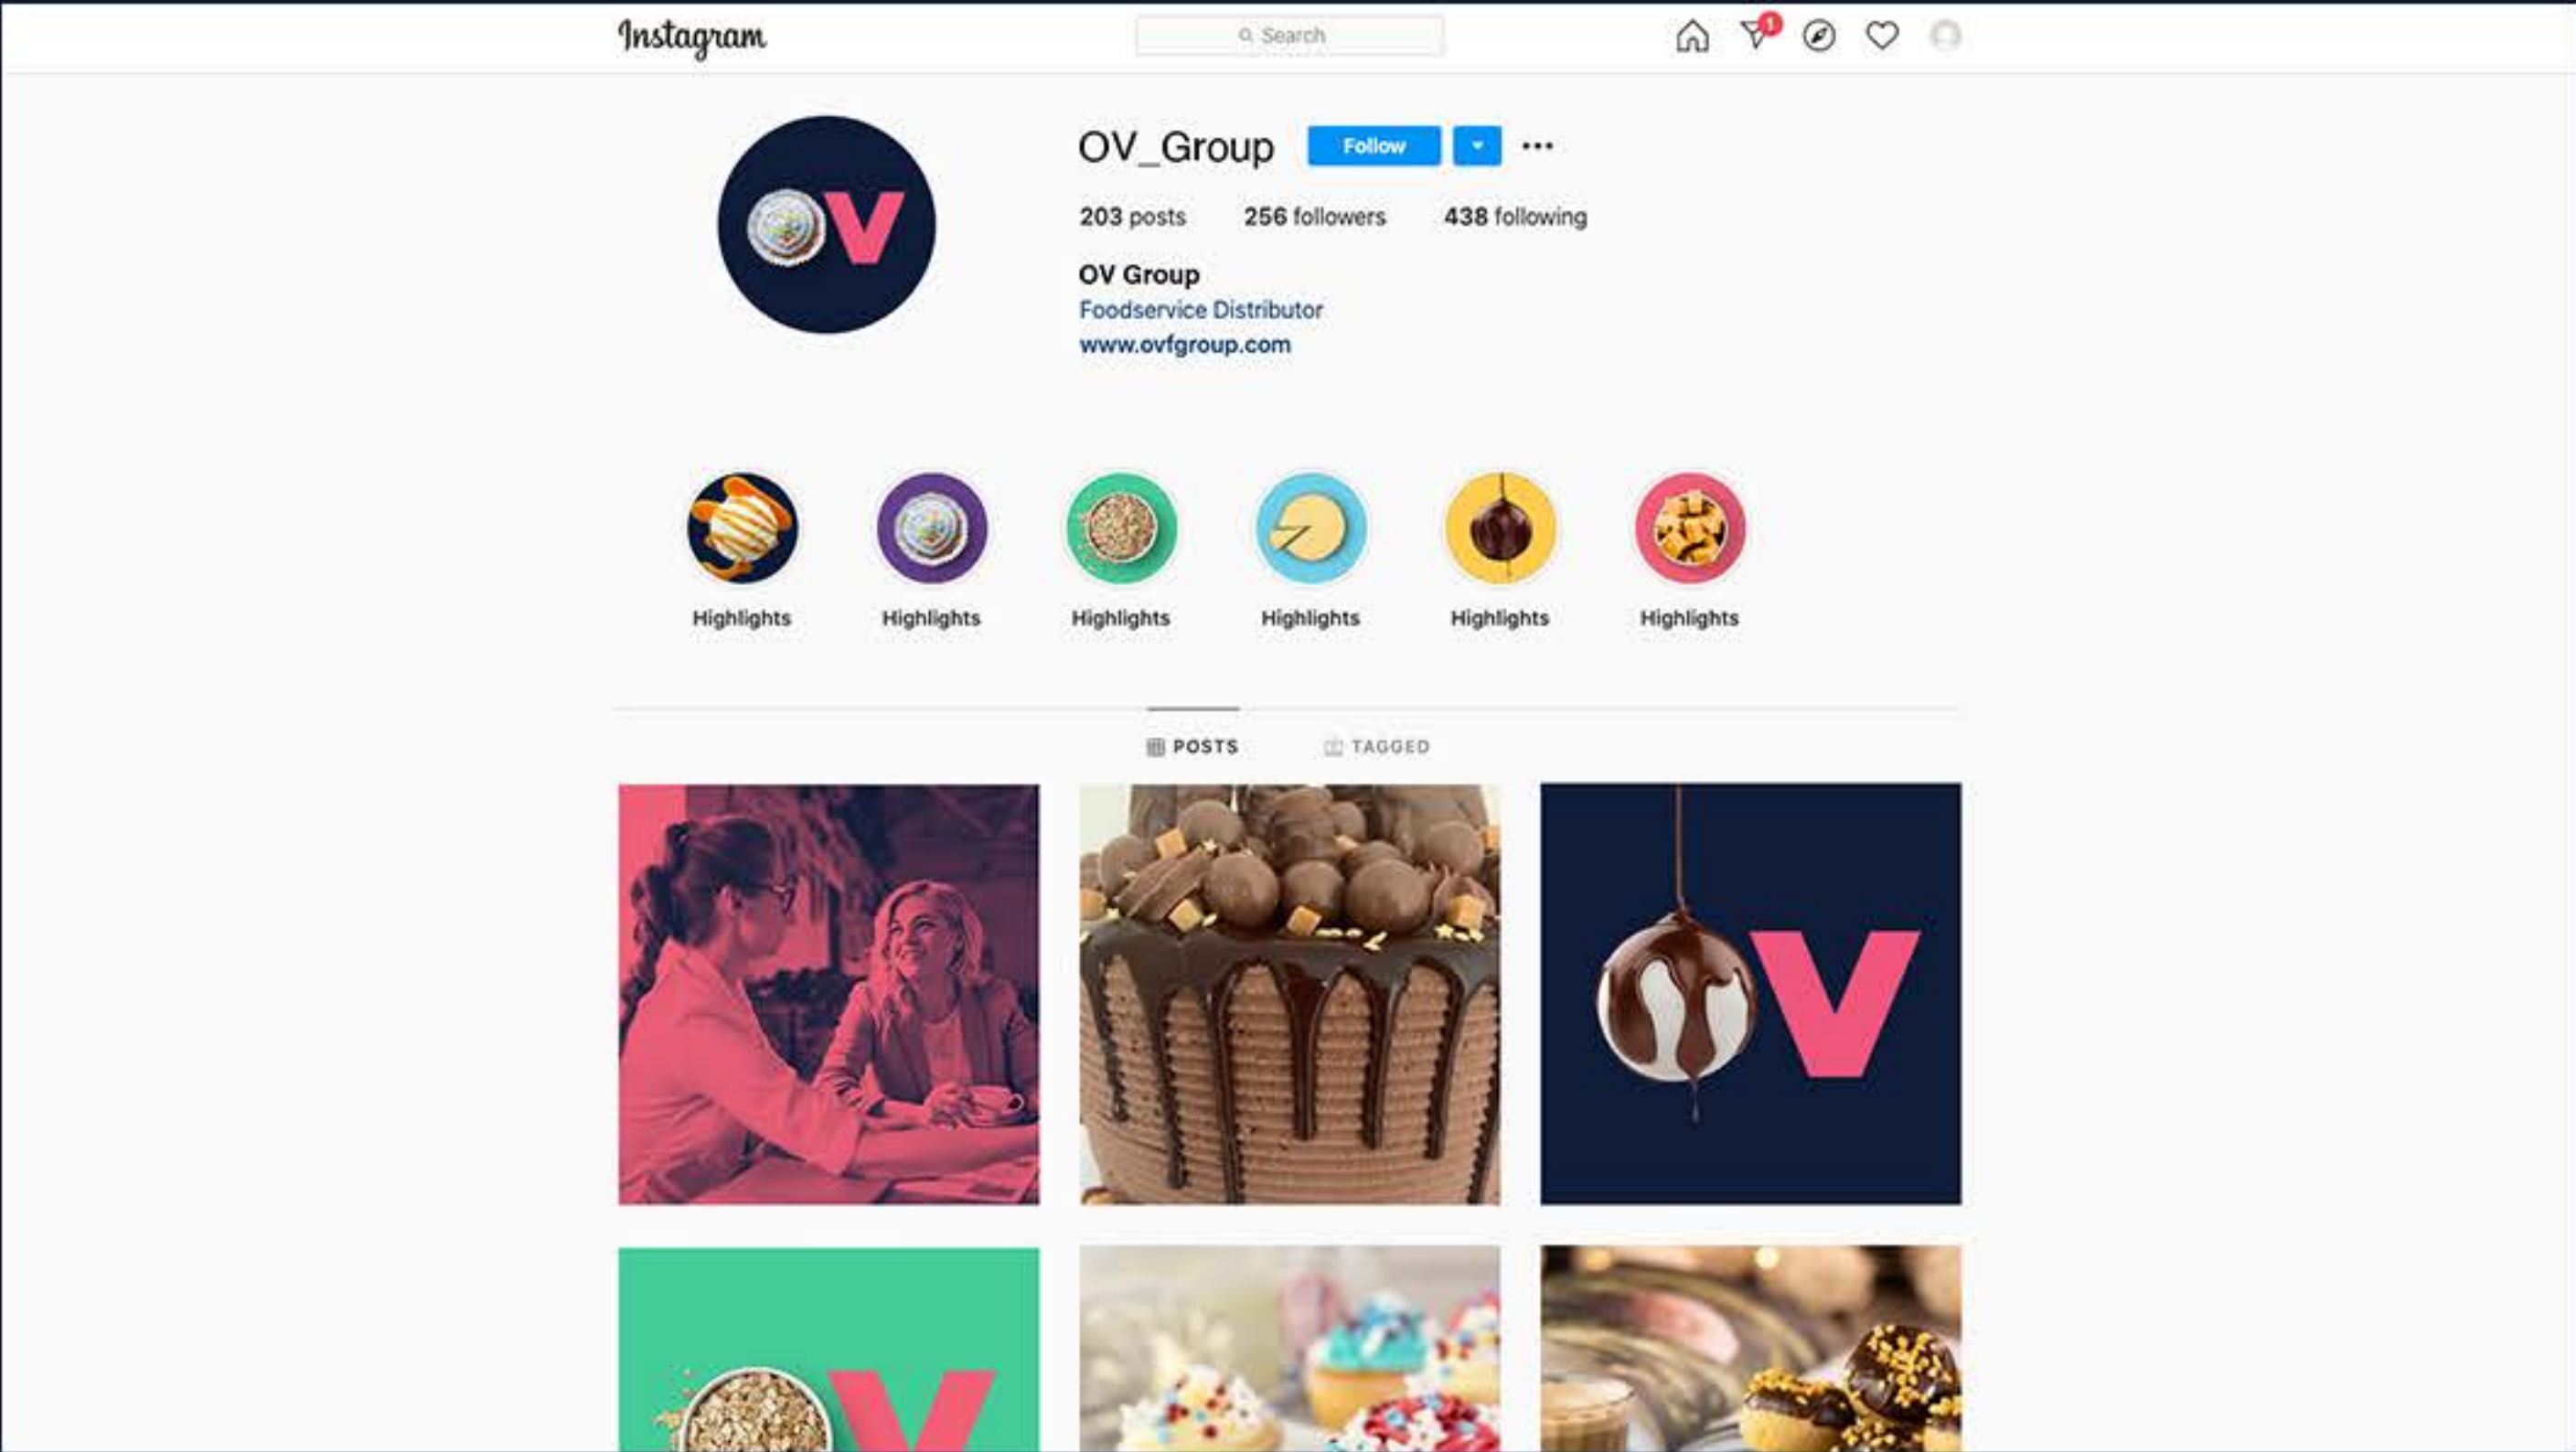 Instagram
Search
1
OV_Group Follow
203 posts 256 followers 438 following
OV Group
Foodservice Distributor
www.ovfgroup.com
V
Highlights Highlights Highlights Highlights Highlights Highlights
POSTS TAGGED
V
V